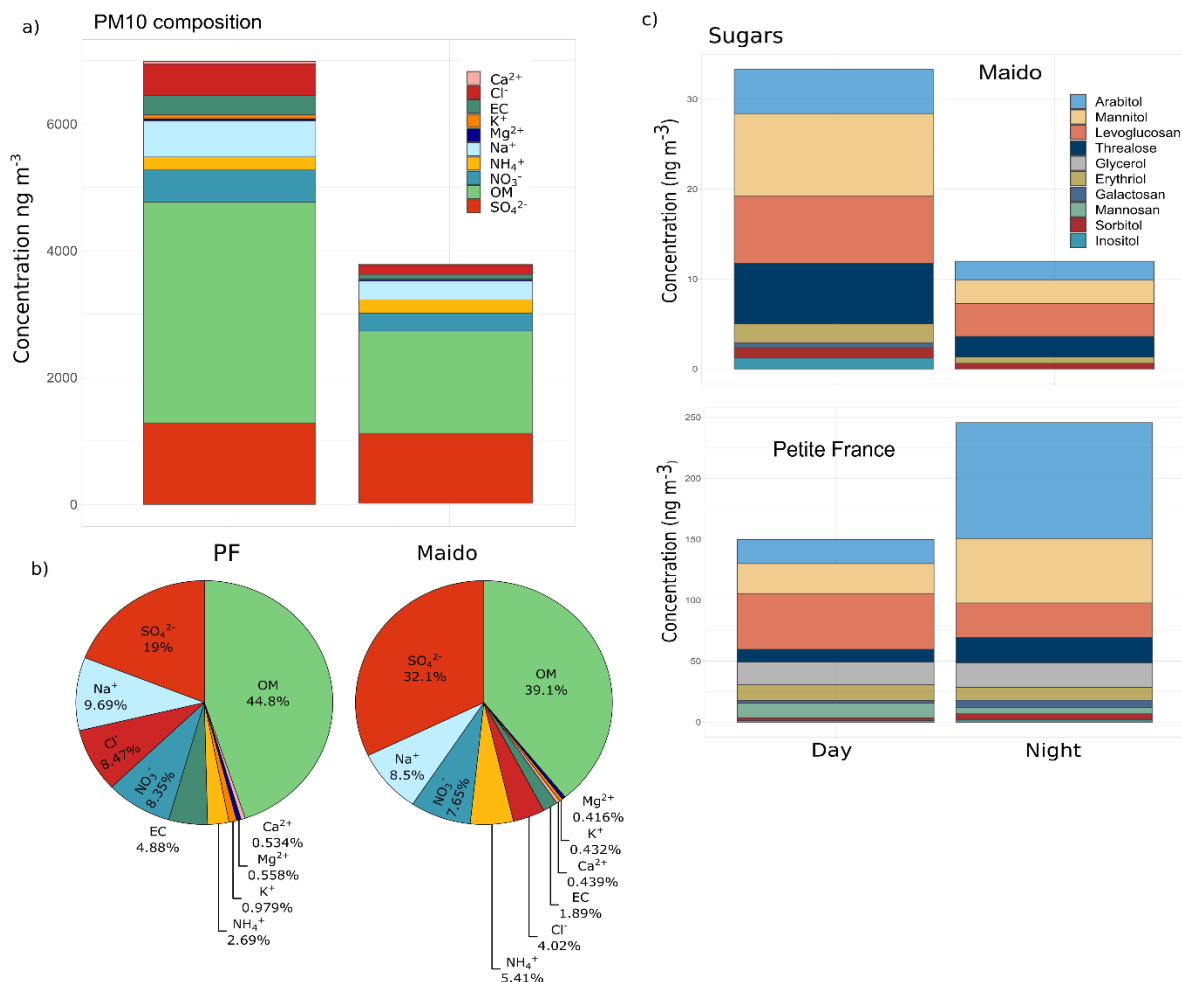 a)
PM10 composition
Concentration ng m⁻³
6000
4000
2000
0
Ca²⁺
Cl⁻
EC
K⁺
Mg²⁺
Na⁺
NH₄⁺
NO₃⁻
OM
SO₄²⁻
b)
PF
SO₄²⁻
19%
Na⁺
9.69%
Cl⁻
8.47%
NO₃⁻
8.35%
EC
4.88%
NH₄⁺
2.69%
K⁺
0.979%
Mg²⁺
0.558%
Ca²⁺
0.534%
OM
44.8%
Maido
SO₄²⁻
32.1%
Na⁺
8.5%
NO₃⁻
7.65%
NH₄⁺
5.41%
Cl⁻
4.02%
EC
1.89%
Ca²⁺
0.439%
K⁺
0.432%
Mg²⁺
0.416%
OM
39.1%
c)
Sugars
Maido
Concentration (ng m⁻³)
30
20
10
0
Arabitol
Mannitol
Levoglucosan
Threalose
Glycerol
Erythriol
Galactosan
Mannosan
Sorbitol
Inositol
Petite France
Concentration (ng m⁻³)
250
200
150
100
50
0
Day
Night